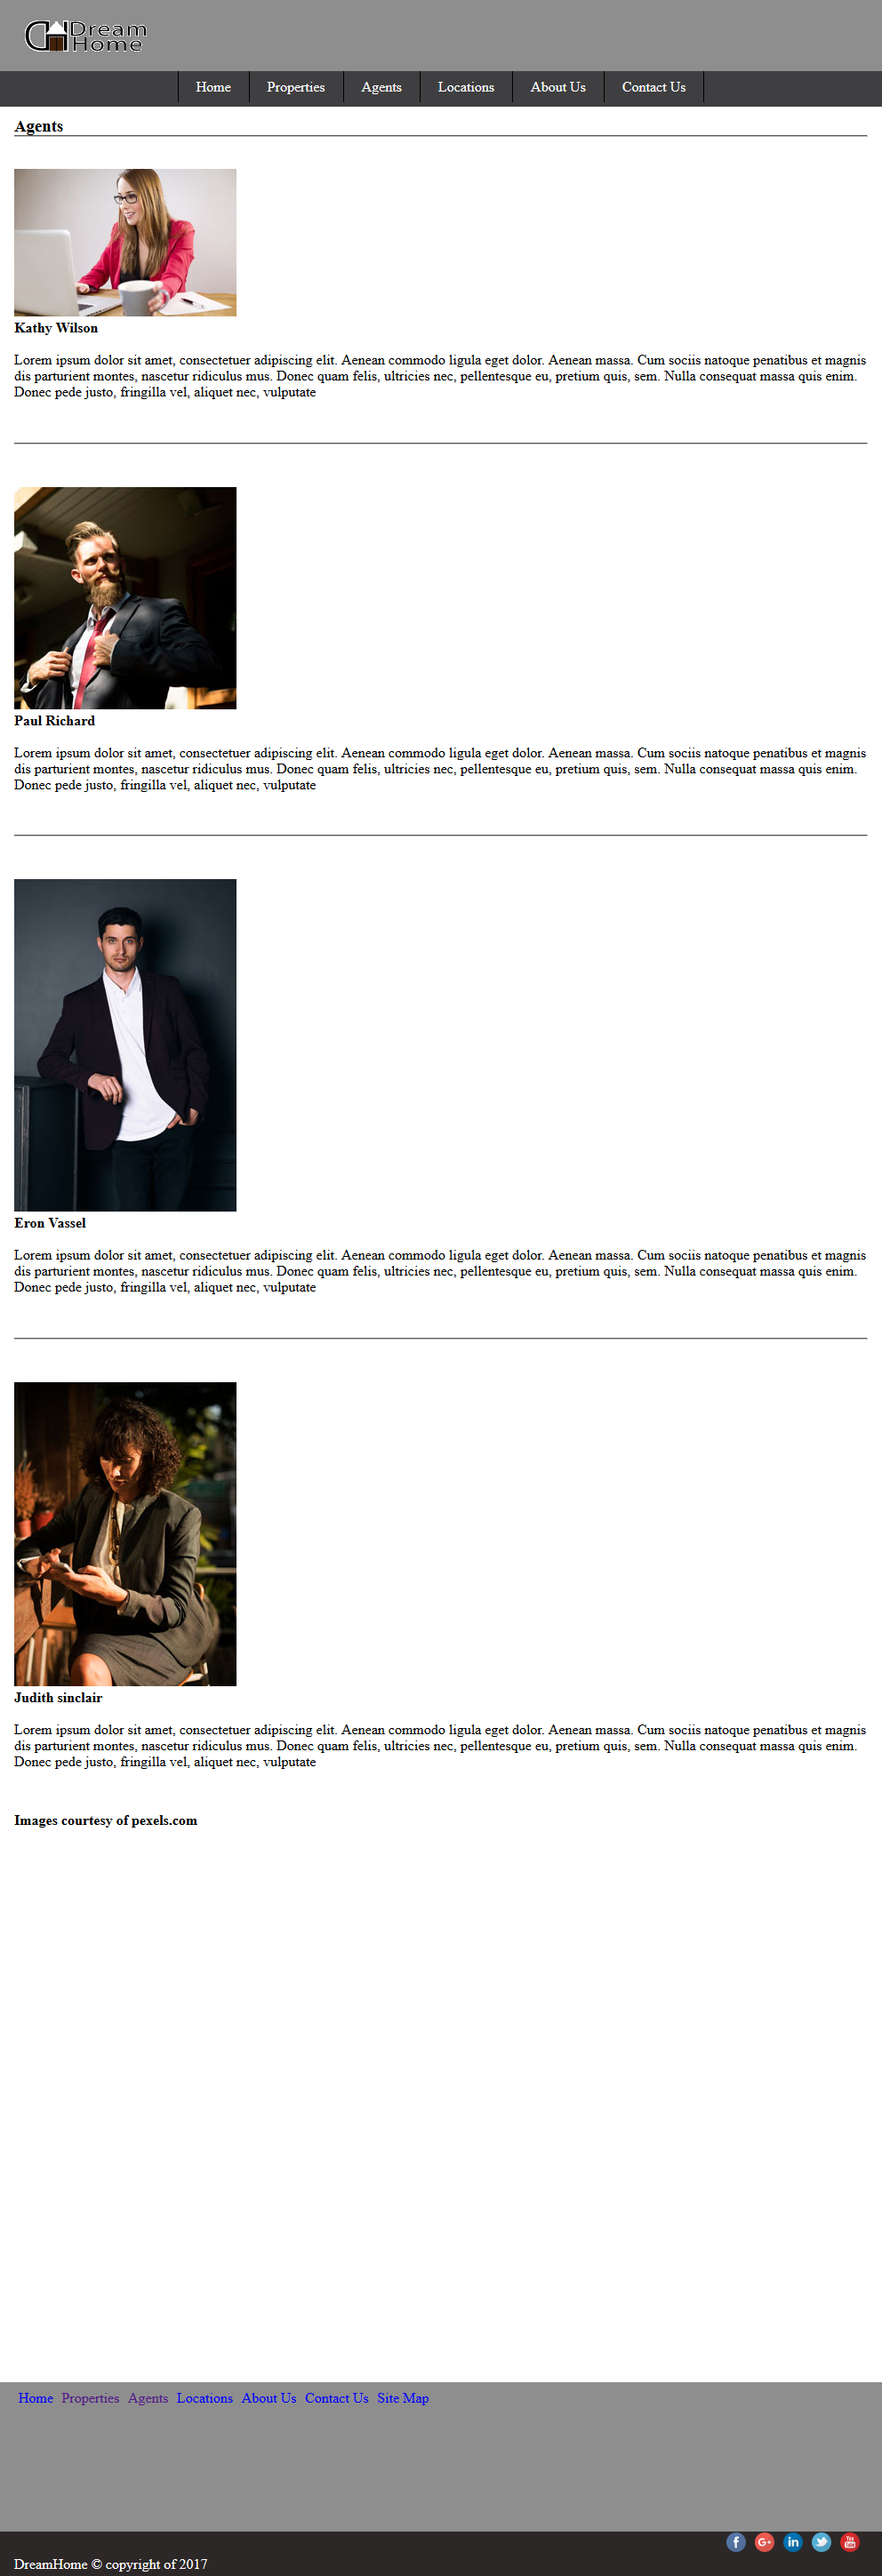 Dream
Home
Home Properties Agents Locations About Us Contact Us
Agents
Kathy Wilson
Lorem ipsum dolor sit amet, consectetuer adipiscing elit. Aenean commodo ligula eget dolor. Aenean massa. Cum sociis natoque penatibus et magnis
dis parturient montes, nascetur ridiculus mus. Donec quam felis, ultricies nec, pellentesque eu, pretium quis, sem. Nulla consequat massa quis enim.
Donec pede justo, fringilla vel, aliquet nec, vulputate
Paul Richard
Lorem ipsum dolor sit amet, consectetuer adipiscing elit. Aenean commodo ligula eget dolor. Aenean massa. Cum sociis natoque penatibus et magnis
dis parturient montes, nascetur ridiculus mus. Donec quam felis, ultricies nec, pellentesque eu, pretium quis, sem. Nulla consequat massa quis enim.
Donec pede justo, fringilla vel, aliquet nec, vulputate
Eron Vassel
Lorem ipsum dolor sit amet, consectetuer adipiscing elit. Aenean commodo ligula eget dolor. Aenean massa. Cum sociis natoque penatibus et magnis
dis parturient montes, nascetur ridiculus mus. Donec quam felis, ultricies nec, pellentesque eu, pretium quis, sem. Nulla consequat massa quis enim.
Donec pede justo, fringilla vel, aliquet nec, vulputate
Judith sinclair
Lorem ipsum dolor sit amet, consectetuer adipiscing elit. Aenean commodo ligula eget dolor. Aenean massa. Cum sociis natoque penatibus et magnis
dis parturient montes, nascetur ridiculus mus. Donec quam felis, ultricies nec, pellentesque eu, pretium quis, sem. Nulla consequat massa quis enim.
Donec pede justo, fringilla vel, aliquet nec, vulputate
Images courtesy of pexels.com
Home Properties Agents Locations About Us Contact Us Site Map
f G+ in You Tube
DreamHome © copyright of 2017